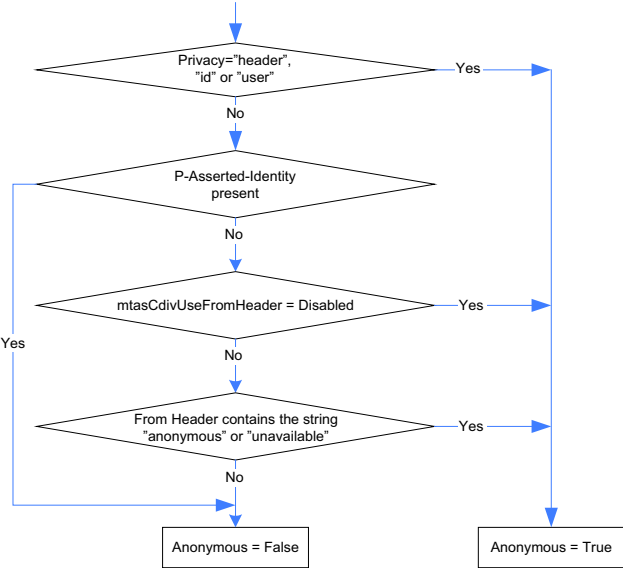 Privacy=”header”,
”id” or ”user”
Yes
No
P-Asserted-Identity
present
No
mtasCdivUseFromHeader = Disabled
Yes
Yes
No
From Header contains the string
”anonymous” or ”unavailable”
Yes
No
Anonymous = False
Anonymous = True